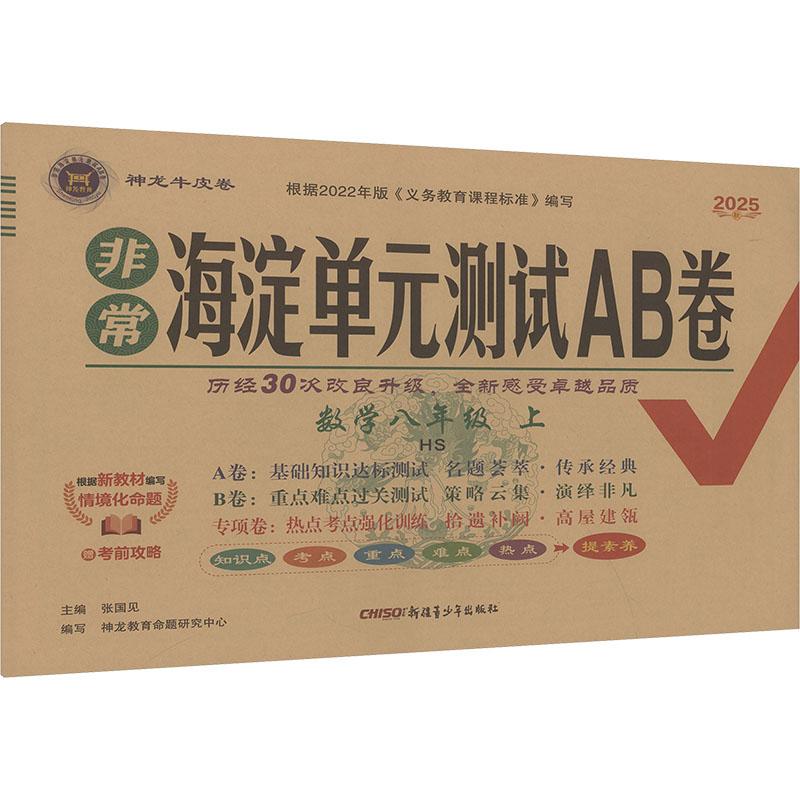 神龙教育
神龙牛皮卷
根据2022年版《义务教育课程标准》编写
2025
秋
非常
海淀单元测试AB卷
历经30次改良升级，全新感受卓越品质
数学八年级 上
HS
A卷：基础知识达标测试 名题荟萃·传承经典
B卷：重点难点过关测试 策略云集·演绎非凡
专项卷：热点考点强化训练 拾遗补阙·高屋建瓴
根据新教材编写
情境化命题
赠 考前攻略
知识点 考点 重点 难点 热点 提素养
主编 张国见
编写 神龙教育命题研究中心
CHISO 新疆青少年出版社